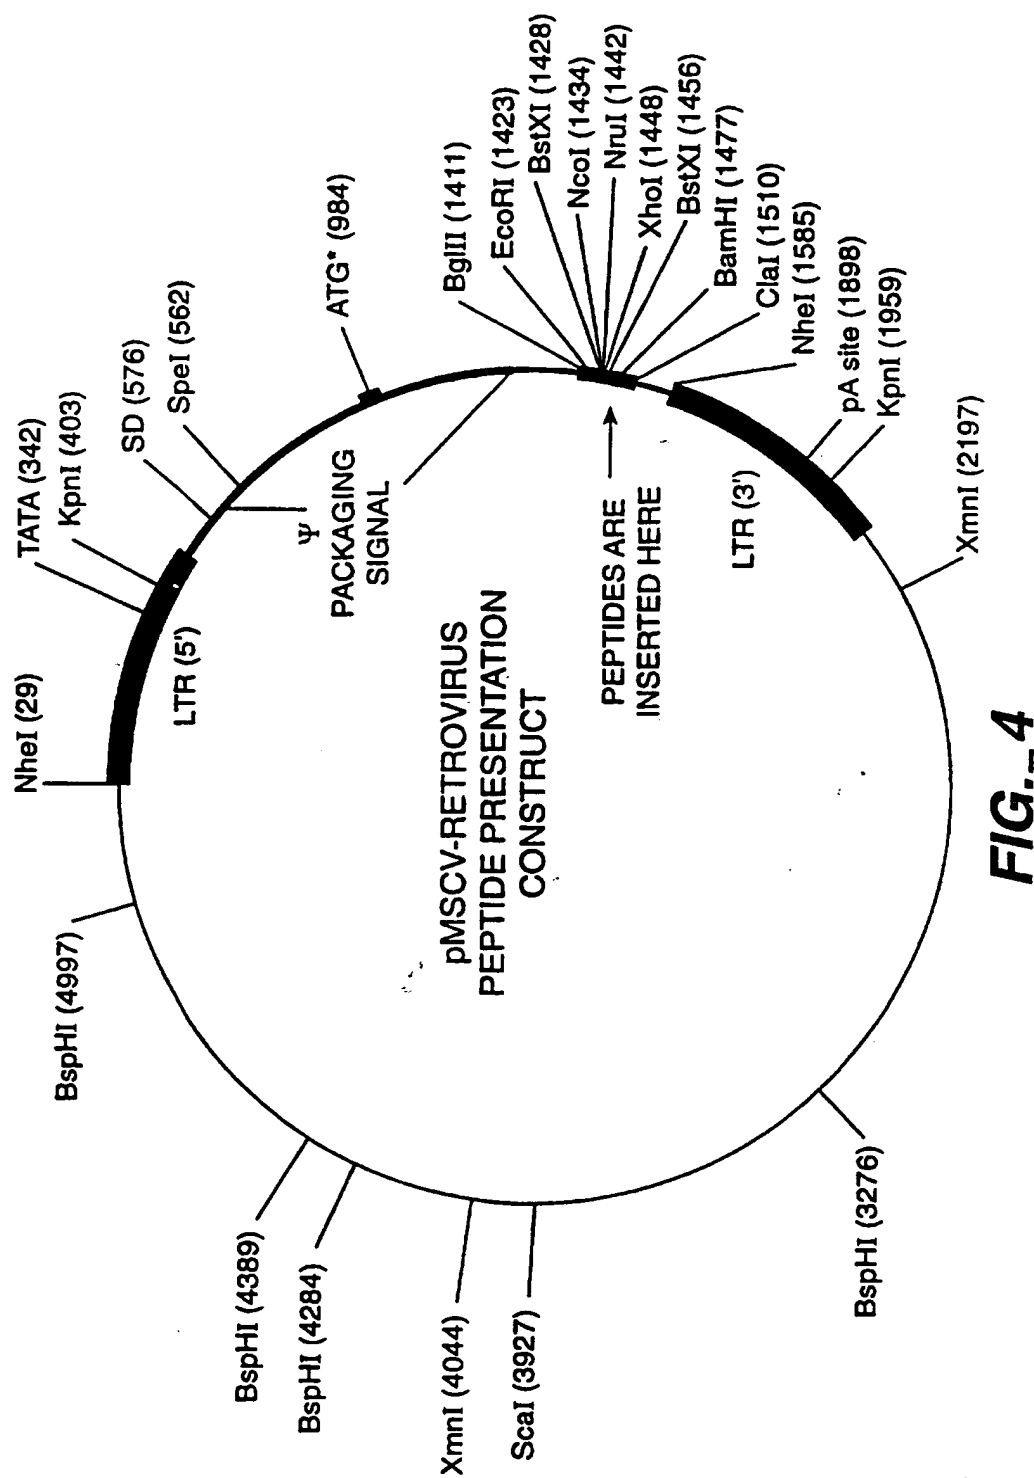 NheI (29)
TATA (342)
KpnI (403)
SD (576)
SpeI (562)
ATG* (984)
BglII (1411)
EcoRI (1423)
BstXI (1428)
NcoI (1434)
NruI (1442)
XhoI (1448)
BstXI (1456)
BamHI (1477)
ClaI (1510)
NheI (1585)
pA site (1898)
KpnI (1959)
XmnI (2197)
BspHI (3276)
ScaI (3927)
XmnI (4044)
BspHI (4284)
BspHI (4389)
BspHI (4997)
LTR (5')
Ψ
PACKAGING
SIGNAL
PEPTIDES ARE
INSERTED HERE
LTR (3')
pMSCV-RETROVIRUS
PEPTIDE PRESENTATION
CONSTRUCT
FIG._4